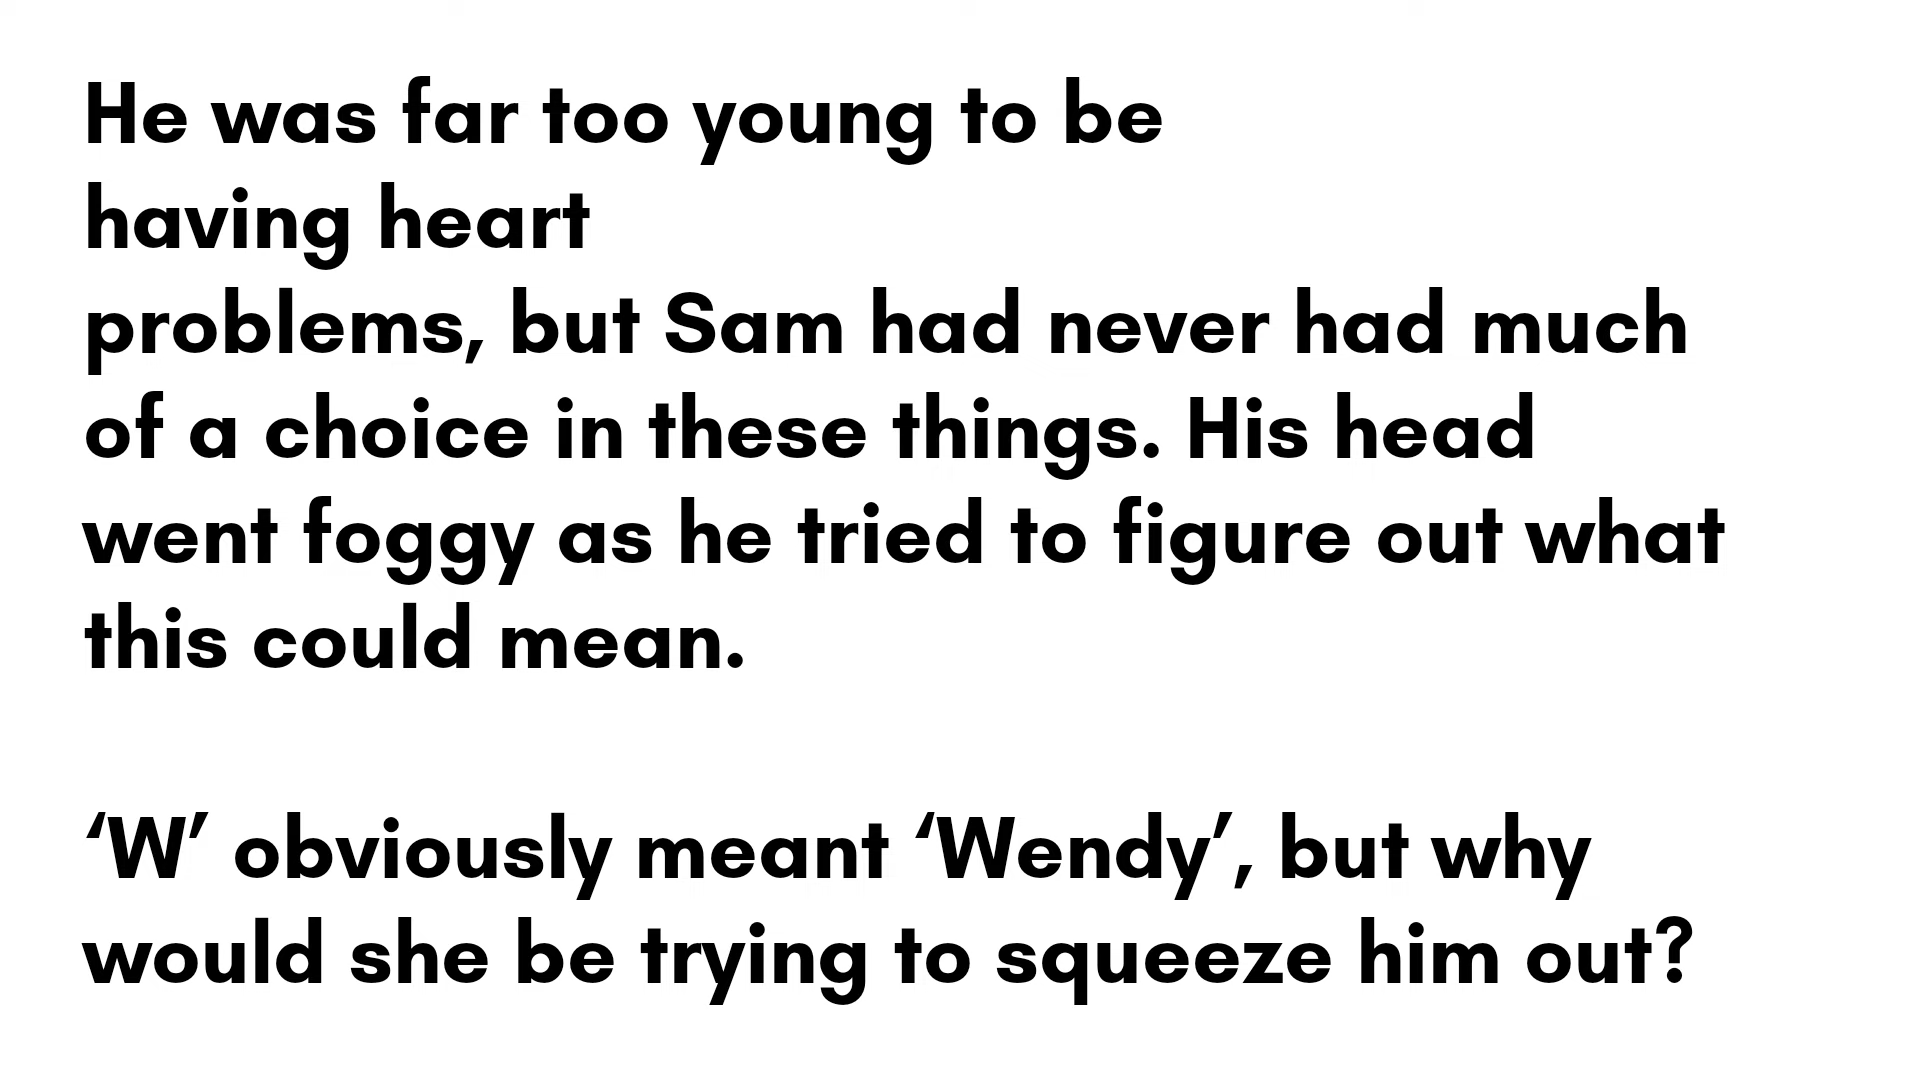 He was far too young to be
having heart
problems, but Sam had never had much
of a choice in these things. His head
went foggy as he tried to figure out what
this could mean.
‘W’ obviously meant ‘Wendy’, but why
would she be trying to squeeze him out?